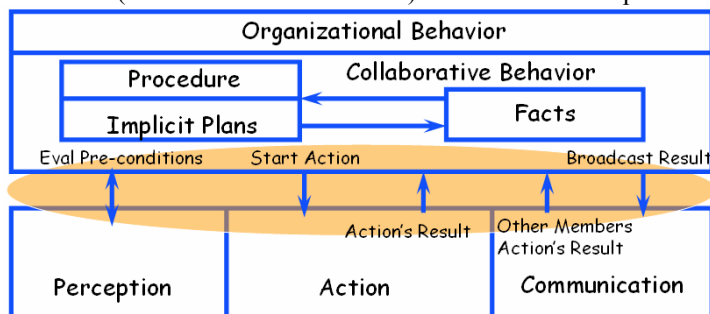 Organizational Behavior
Procedure
Collaborative Behavior
Implicit Plans
Facts
Eval Pre-conditions
Start Action
Broadcast Result
Action's Result
Other Members
Action's Result
Perception
Action
Communication